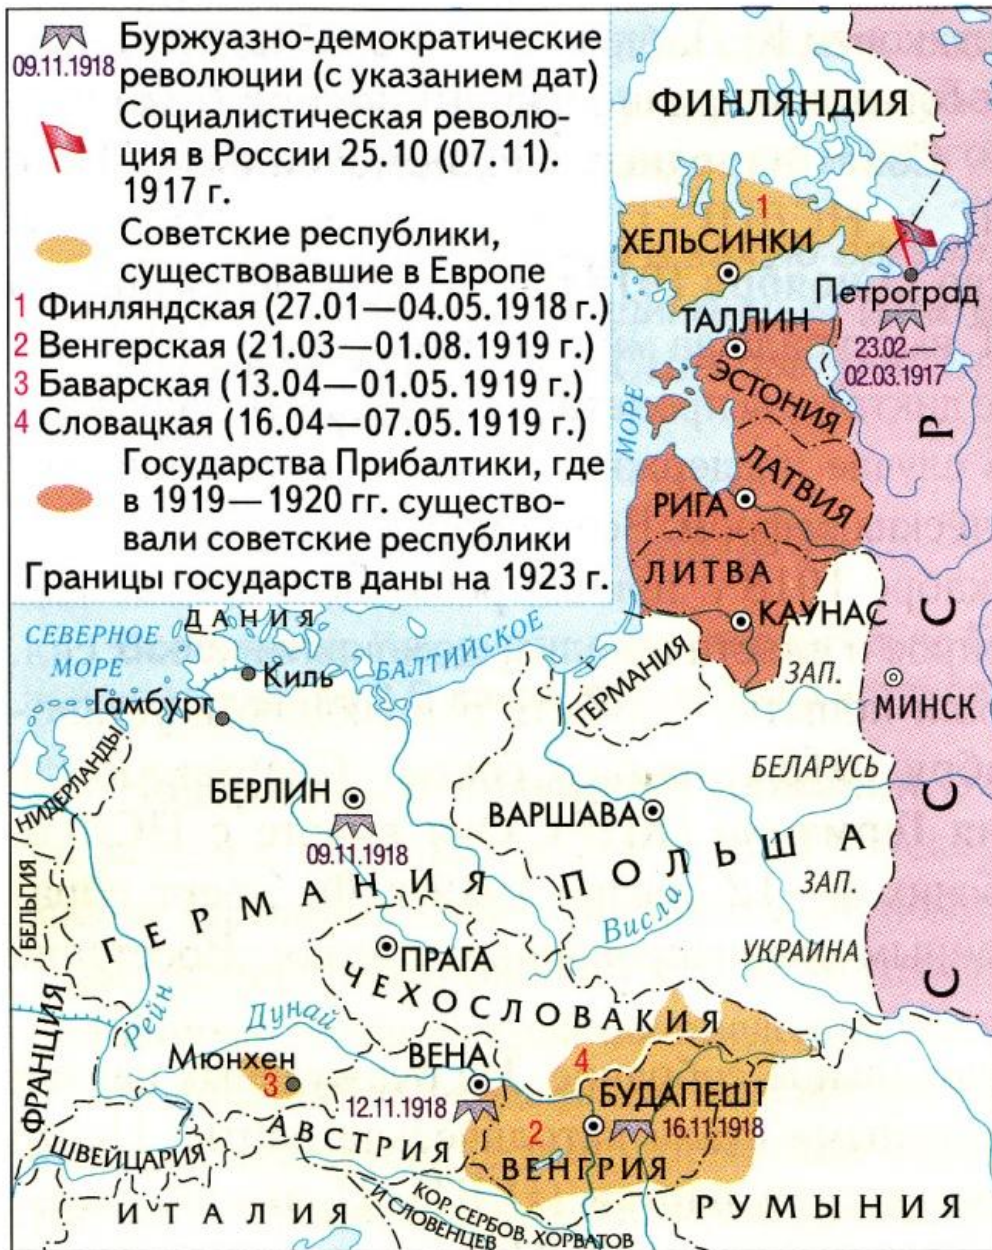 09.11.1918
Буржуазно-демократические
революции (с указанием дат)
Социалистическая револю-
ция в России 25.10 (07.11).
1917 г.
Советские республики,
существовавшие в Европе
1 Финляндская (27.01—04.05.1918 г.)
2 Венгерская (21.03—01.08.1919 г.)
3 Баварская (13.04—01.05.1919 г.)
4 Словацкая (16.04—07.05.1919 г.)
Государства Прибалтики, где
в 1919—1920 гг. существо-
вали советские республики
Границы государств даны на 1923 г.
ФИНЛЯНДИЯ
1
ХЕЛЬСИНКИ
Петроград
23.02.—
02.03.1917
ТАЛЛИН
ЭСТОНИЯ
МОРЕ
ЛАТВИЯ
РИГА
ЛИТВА
КАУНАС
СССР
ДАНИЯ
СЕВЕРНОЕ
МОРЕ
БАЛТИЙСКОЕ
Киль
Гамбург
ГЕРМАНИЯ
ЗАП.
БЕЛАРУСЬ
МИНСК
НИДЕРЛАНДЫ
БЕРЛИН
09.11.1918
ВАРШАВА
ПОЛЬША
БЕЛЬГИЯ
ГЕРМАНИЯ
Висла
ЗАП.
УКРАИНА
ПРАГА
ЧЕХОСЛОВАКИЯ
ФРАНЦИЯ
Рейн
Дунай
Мюнхен
3
ВЕНА
12.11.1918
4
БУДАПЕШТ
16.11.1918
2
ВЕНГРИЯ
АВСТРИЯ
ШВЕЙЦАРИЯ
ИТАЛИЯ
КОР. СЕРБОВ, ХОРВАТОВ
И СЛОВЕНЦЕВ
РУМЫНИЯ